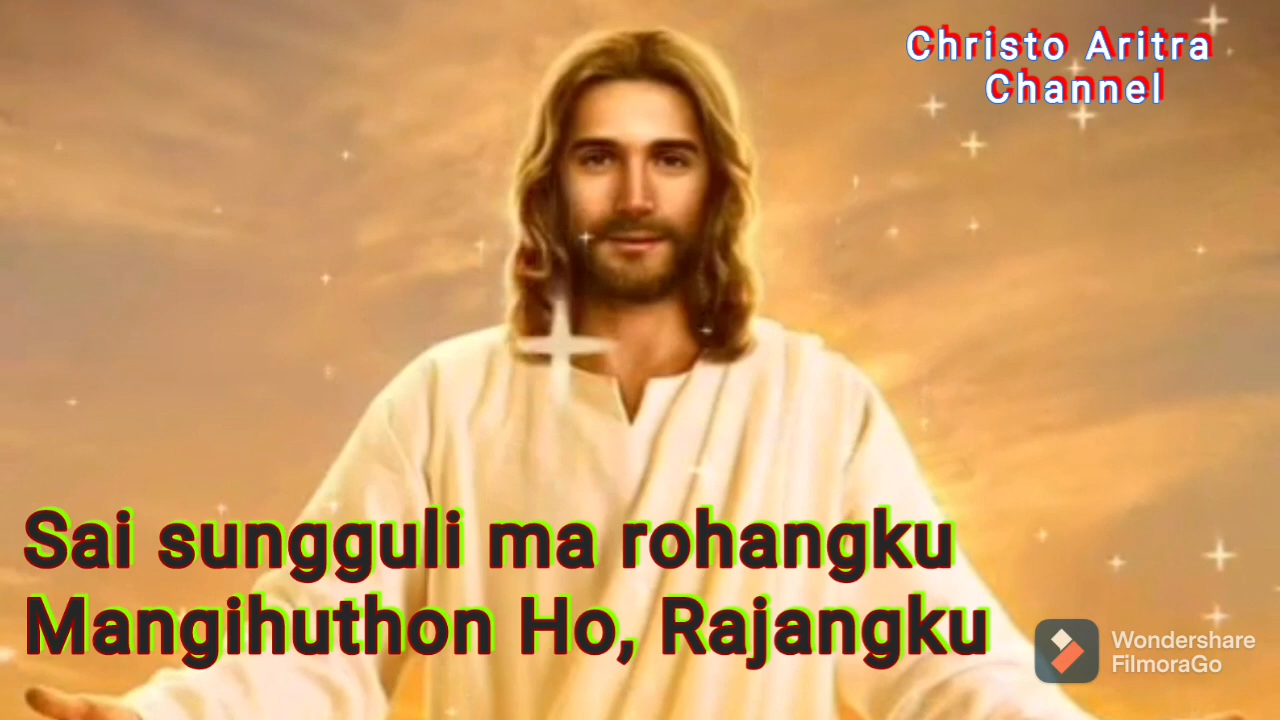 Christo Aritra
Channel
Sai sungguli ma rohangku
Mangihuthon Ho, Rajangku
Wondershare
FilmoraGo